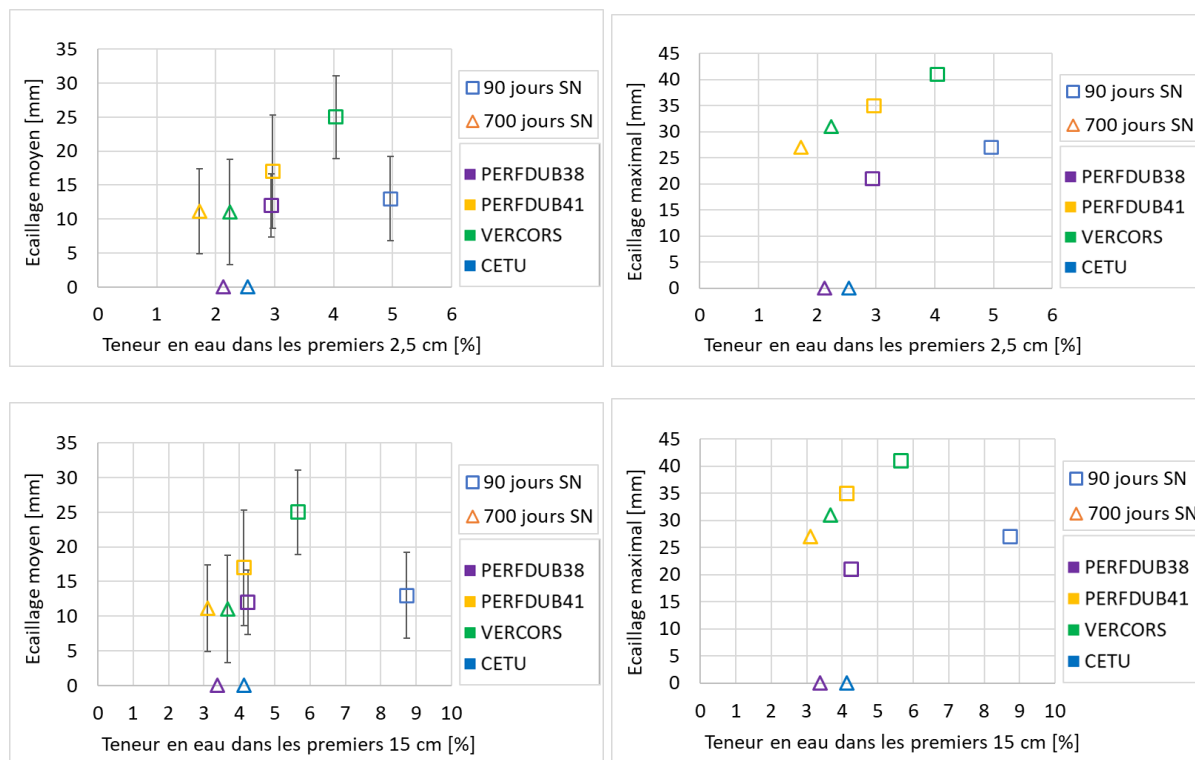 35
30
25
20
15
10
5
0
Ecaillage moyen [mm]
0 1 2 3 4 5 6
Teneur en eau dans les premiers 2,5 cm [%]
90 jours SN
700 jours SN
PERFDUB38
PERFDUB41
VERCORS
CETU
45
40
35
30
25
20
15
10
5
0
Ecaillage maximal [mm]
0 1 2 3 4 5 6
Teneur en eau dans les premiers 2,5 cm [%]
90 jours SN
700 jours SN
PERFDUB38
PERFDUB41
VERCORS
CETU
35
30
25
20
15
10
5
0
Ecaillage moyen [mm]
0 1 2 3 4 5 6 7 8 9 10
Teneur en eau dans les premiers 15 cm [%]
90 jours SN
700 jours SN
PERFDUB38
PERFDUB41
VERCORS
CETU
45
40
35
30
25
20
15
10
5
0
Ecaillage maximal [mm]
0 1 2 3 4 5 6 7 8 9 10
Teneur en eau dans les premiers 15 cm [%]
90 jours SN
700 jours SN
PERFDUB38
PERFDUB41
VERCORS
CETU